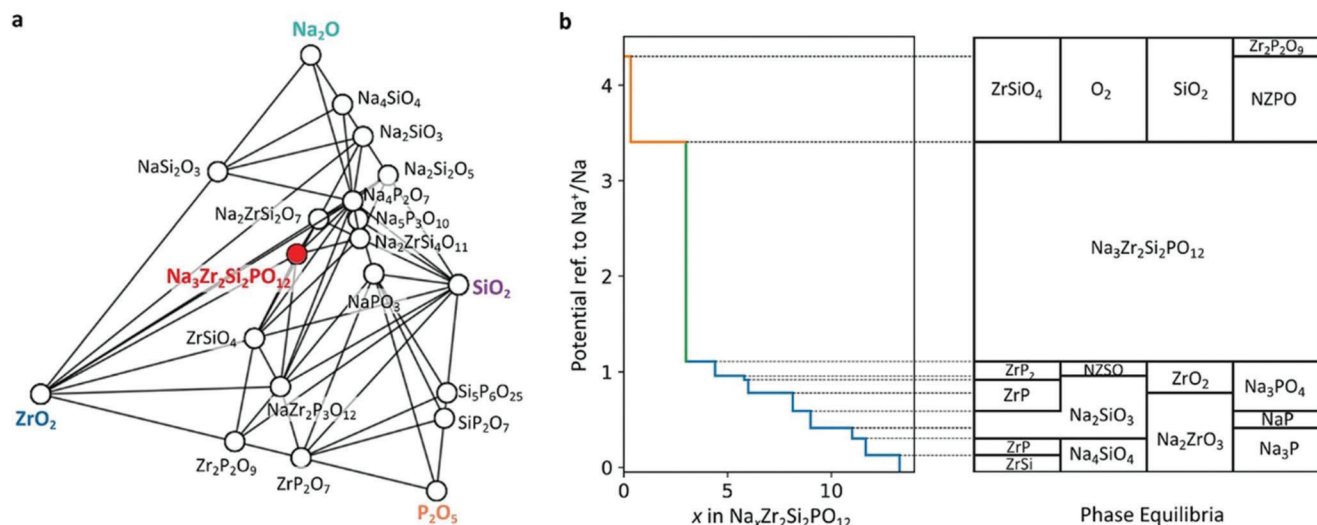 a
Na₂O
Na₄SiO₄
Na₂SiO₃
NaSi₂O₃
Na₂Si₂O₅
Na₄P₂O₇
Na₂ZrSi₂O₇
Na₅P₃O₁₀
Na₂ZrSi₄O₁₁
Na₃Zr₂Si₂PO₁₂
NaPO₃
SiO₂
ZrSiO₄
ZrO₂
NaZr₂P₃O₁₂
Si₅P₆O₂₅
SiP₂O₇
Zr₂P₂O₉
ZrP₂O₇
P₂O₅
b
Potential ref. to Na⁺/Na
4
3
2
1
0
0 5 10
x in NaₓZr₂Si₂PO₁₂
Zr₂P₂O₉
ZrSiO₄ O₂ SiO₂ NZPO
Na₃Zr₂Si₂PO₁₂
ZrP₂ NZSO ZrO₂ Na₃PO₄
ZrP Na₂SiO₃ NaP
Na₂ZrO₃ Na₃P
ZrP Na₄SiO₄
ZrSi
Phase Equilibria